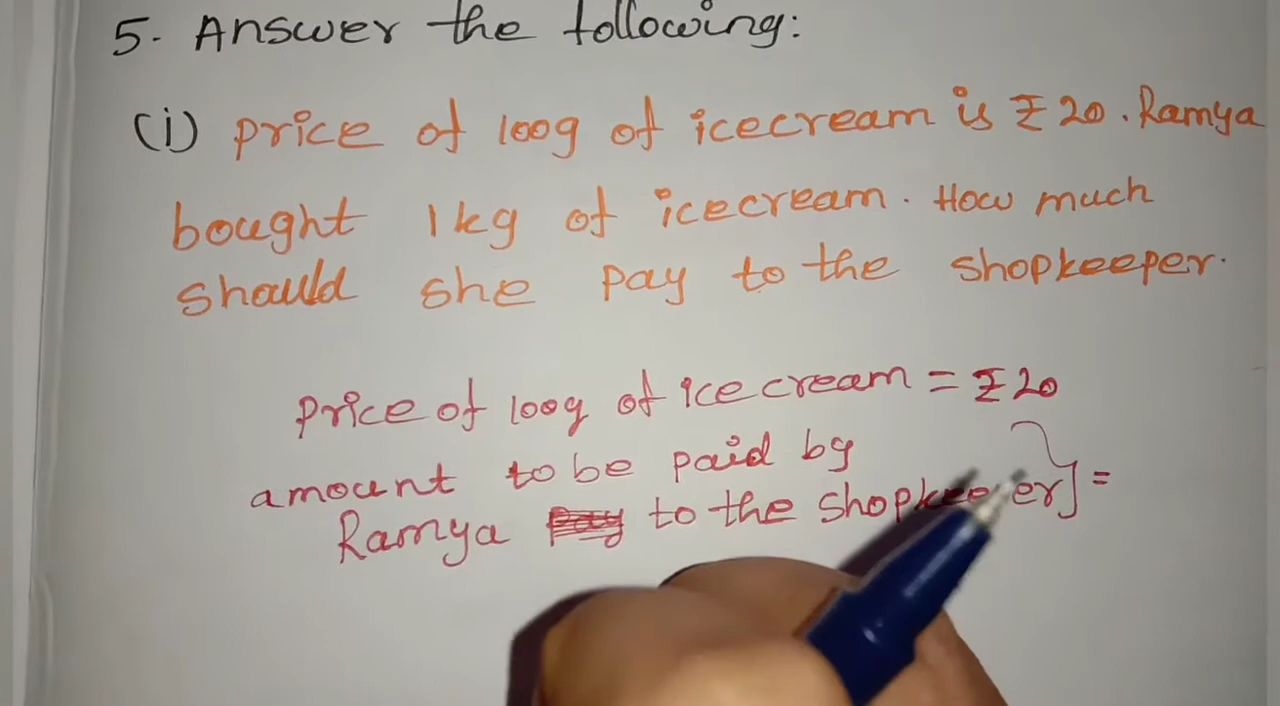 5. Answer the following:
(i) price of 100g of icecream is ₹20. Ramya
bought 1kg of icecream. How much
should she pay to the shopkeeper.
price of 100g of ice cream = ₹20
amount to be paid by
Ramya to the shopkeeper] =